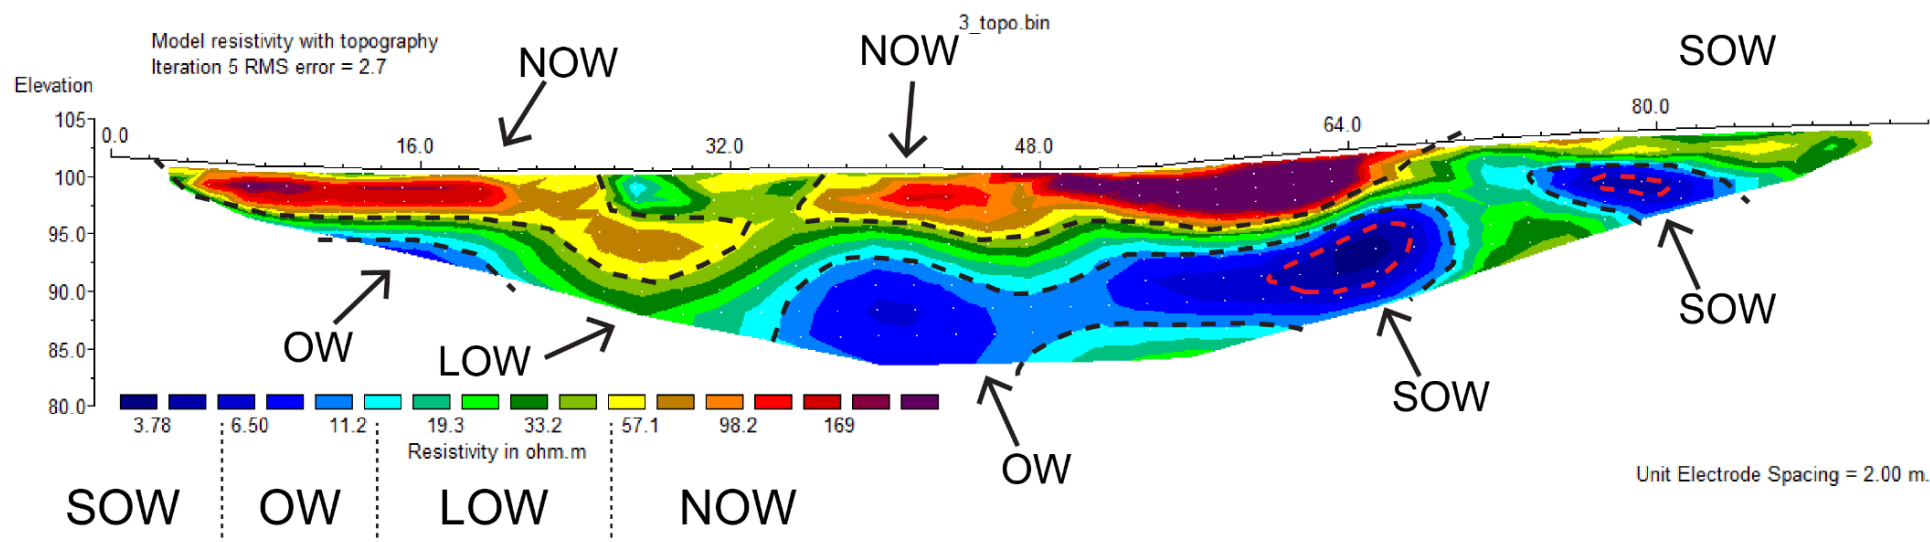 3_topo.bin
Model resistivity with topography
Iteration 5 RMS error = 2.7
NOW
NOW
SOW
Elevation
105
0.0
16.0
32.0
48.0
64.0
80.0
100
95.0
90.0
85.0
80.0
OW
LOW
SOW
SOW
OW
3.78 6.50 11.2 19.3 33.2 57.1 98.2 169
Resistivity in ohm.m
Unit Electrode Spacing = 2.00 m.
SOW OW LOW NOW